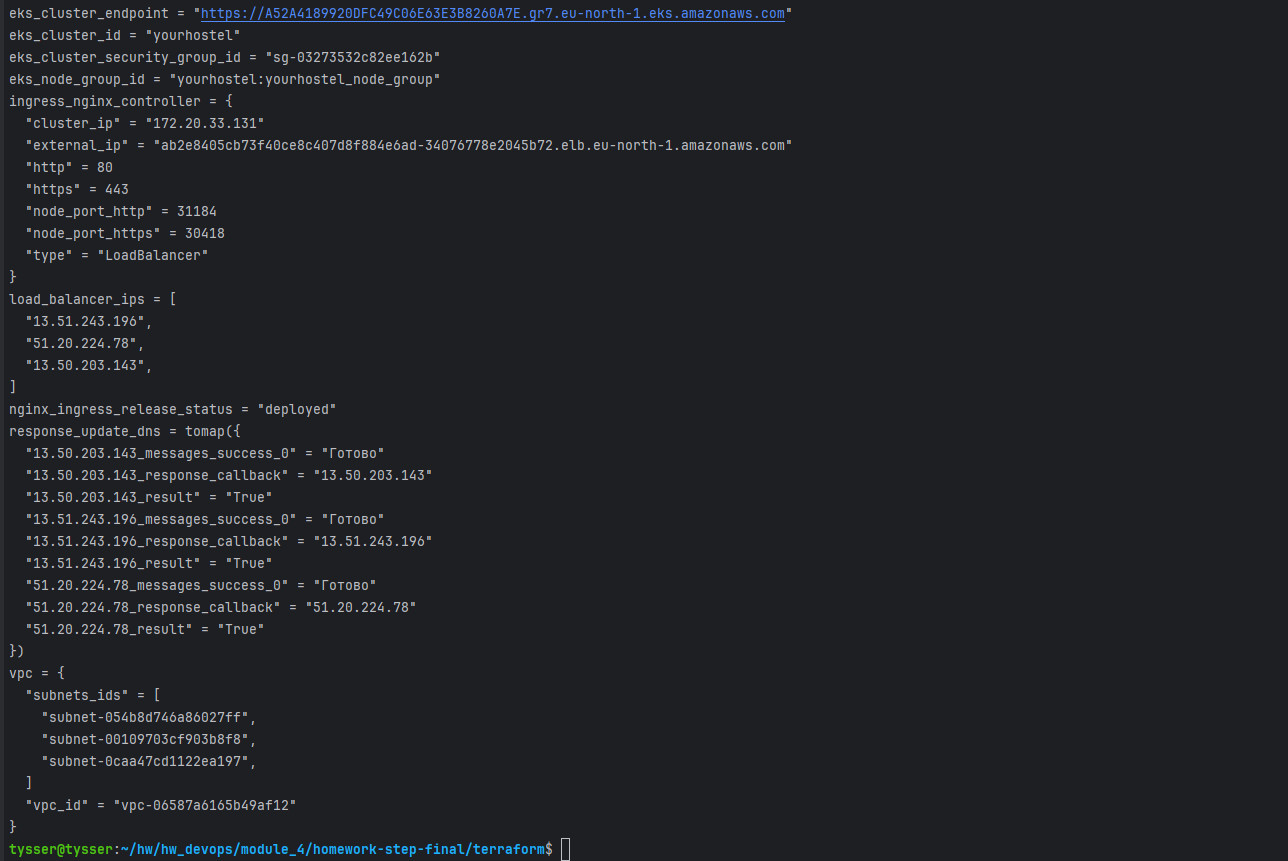 eks_cluster_endpoint = "https://A52A4189920DFC49C06E63E3B8260A7E.gr7.eu-north-1.eks.amazonaws.com"
eks_cluster_id = "yourhostel"
eks_cluster_security_group_id = "sg-03273532c82ee162b"
eks_node_group_id = "yourhostel:yourhostel_node_group"
ingress_nginx_controller = {
  "cluster_ip" = "172.20.33.131"
  "external_ip" = "ab2e8405cb73f40ce8c407d8f884e6ad-34076778e2045b72.elb.eu-north-1.amazonaws.com"
  "http" = 80
  "https" = 443
  "node_port_http" = 31184
  "node_port_https" = 30418
  "type" = "LoadBalancer"
}
load_balancer_ips = [
  "13.51.243.196",
  "51.20.224.78",
  "13.50.203.143",
]
nginx_ingress_release_status = "deployed"
response_update_dns = tomap({
  "13.50.203.143_messages_success_0" = "Готово"
  "13.50.203.143_response_callback" = "13.50.203.143"
  "13.50.203.143_result" = "True"
  "13.51.243.196_messages_success_0" = "Готово"
  "13.51.243.196_response_callback" = "13.51.243.196"
  "13.51.243.196_result" = "True"
  "51.20.224.78_messages_success_0" = "Готово"
  "51.20.224.78_response_callback" = "51.20.224.78"
  "51.20.224.78_result" = "True"
})
vpc = {
  "subnets_ids" = [
    "subnet-054b8d746a86027ff",
    "subnet-00109703cf903b8f8",
    "subnet-0caa47cd1122ea197",
  ]
  "vpc_id" = "vpc-06587a6165b49af12"
}
tysser@tysser:~/hw/hw_devops/module_4/homework-step-final/terraform$